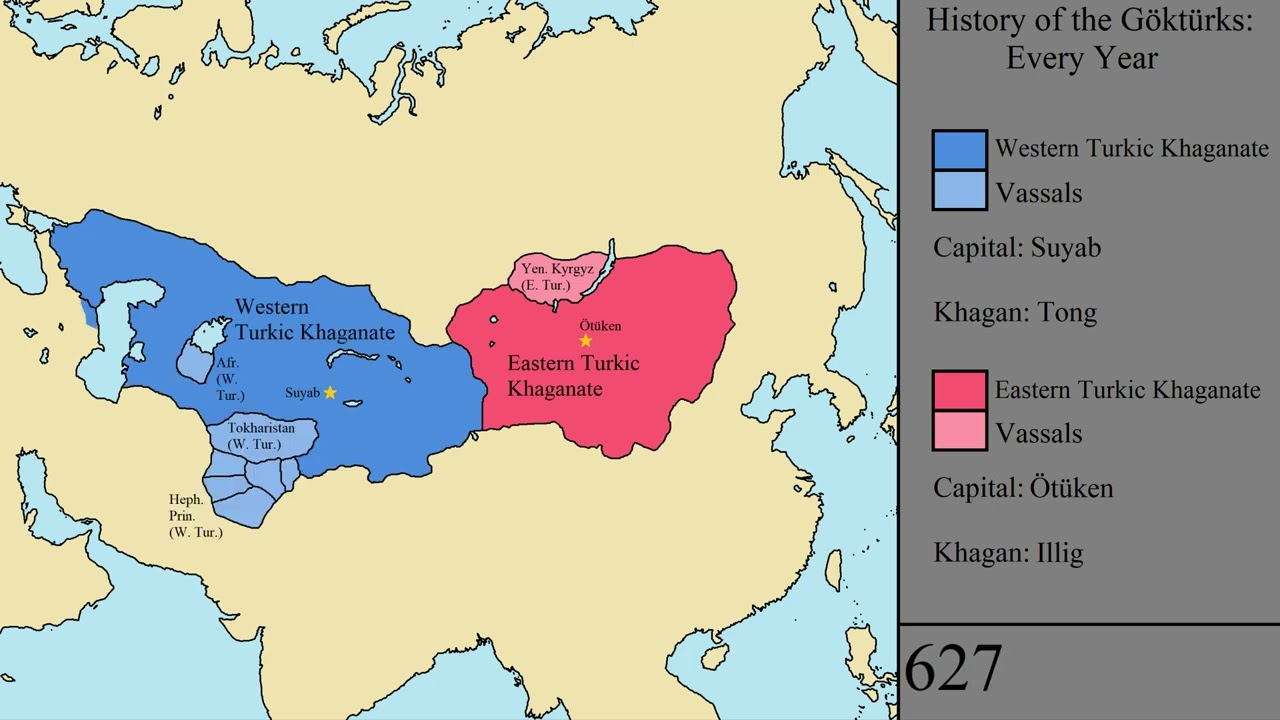 History of the Göktürks:
Every Year
Western Turkic Khaganate
Vassals
Capital: Suyab
Khagan: Tong
Eastern Turkic Khaganate
Vassals
Capital: Ötüken
Khagan: Illig
627
Yen. Kyrgyz
(E. Tur.)
Western
Turkic Khaganate
Ötüken
Eastern Turkic
Khaganate
Afr.
(W.
Tur.)
Suyab
Tokharistan
(W. Tur.)
Heph.
Prin.
(W. Tur.)